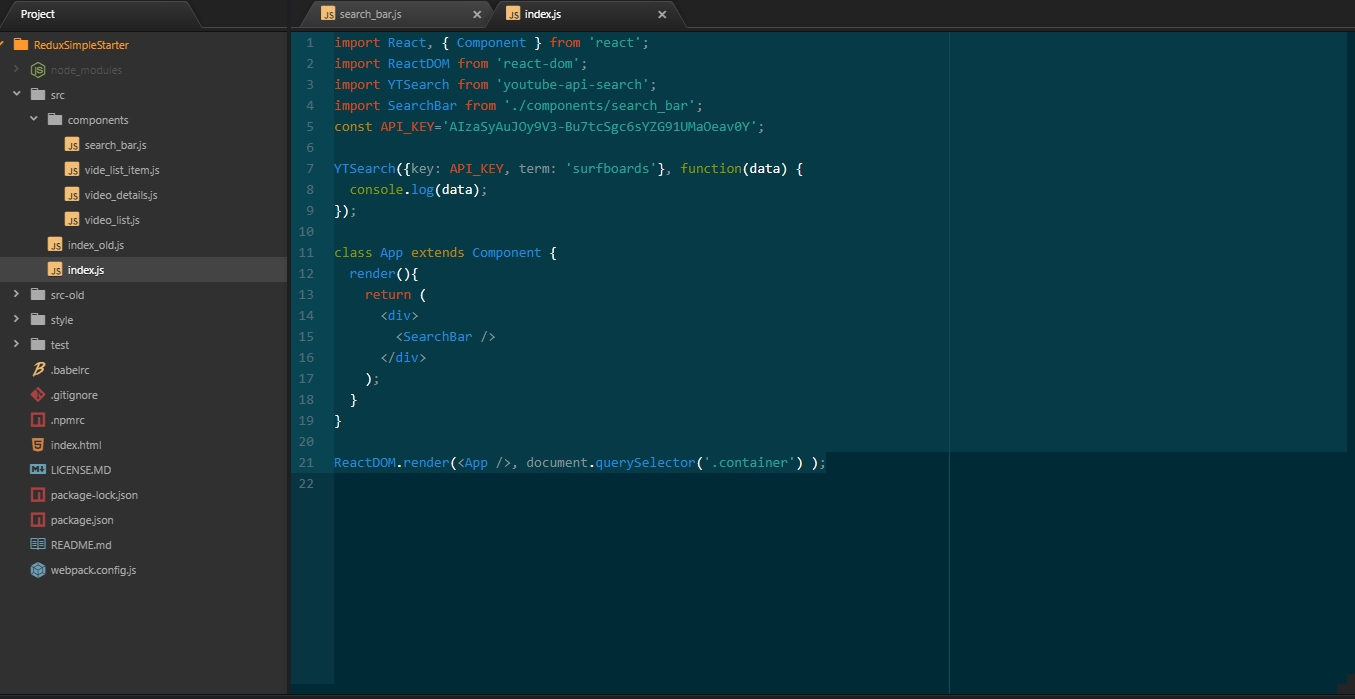 Project
search_bar.js
index.js
ReduxSimpleStarter
node_modules
src
components
search_bar.js
vide_list_item.js
video_details.js
video_list.js
index_old.js
index.js
src-old
style
test
.babelrc
.gitignore
.npmrc
index.html
LICENSE.MD
package-lock.json
package.json
README.md
webpack.config.js
1 import React, { Component } from 'react';
2 import ReactDOM from 'react-dom';
3 import YTSearch from 'youtube-api-search';
4 import SearchBar from './components/search_bar';
5 const API_KEY='AIzaSyAuJOy9V3-Bu7tcSgc6sYZG91UMaOeav0Y';
6
7 YTSearch({key: API_KEY, term: 'surfboards'}, function(data) {
8 console.log(data);
9 });
10
11 class App extends Component {
12 render(){
13 return (
14 <div>
15 <SearchBar />
16 </div>
17 );
18 }
19 }
20
21 ReactDOM.render(<App />, document.querySelector('.container') );
22